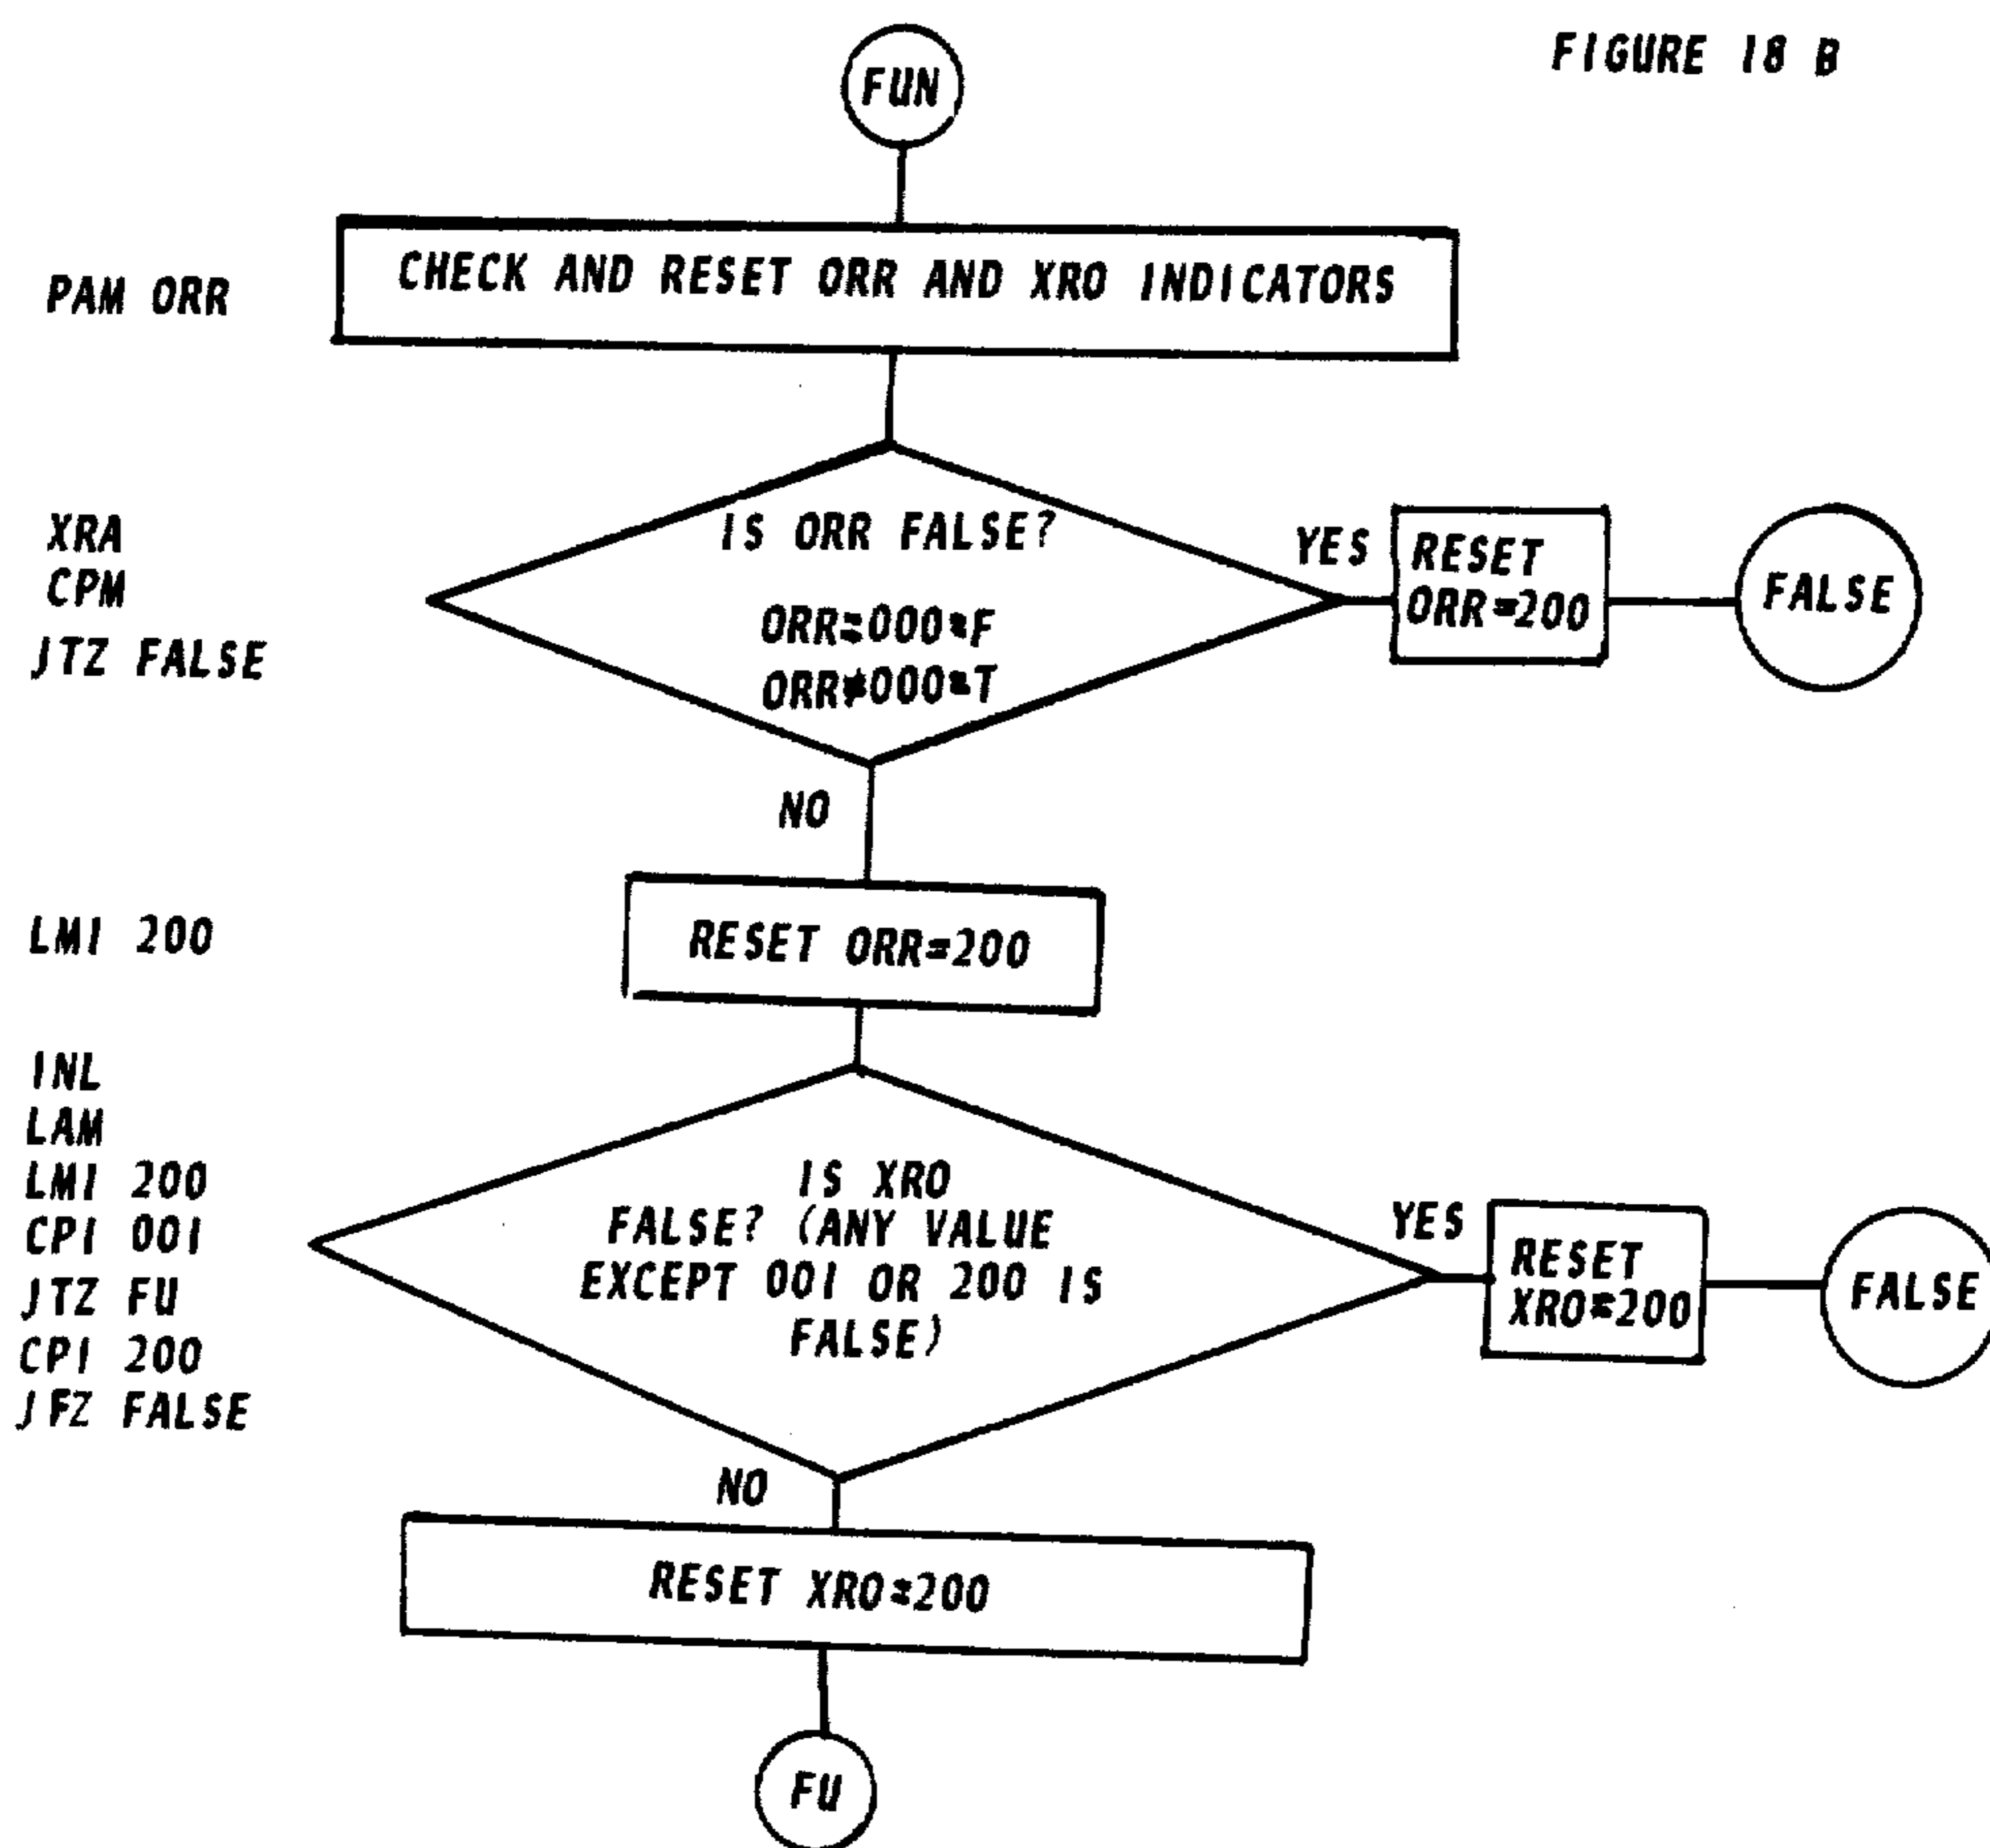 FIGURE 18 B
FUN
PAM ORR
CHECK AND RESET ORR AND XRO INDICATORS
XRA
CPM
JTZ FALSE
IS ORR FALSE?
ORR=000=F
ORR≠000=T
YES
RESET
ORR=200
FALSE
NO
LMI 200
RESET ORR=200
INL
LAM
LMI 200
CPI 001
JTZ FU
CPI 200
JFZ FALSE
IS XRO
FALSE? (ANY VALUE
EXCEPT 001 OR 200 IS
FALSE)
YES
RESET
XRO=200
FALSE
NO
RESET XRO=200
FU